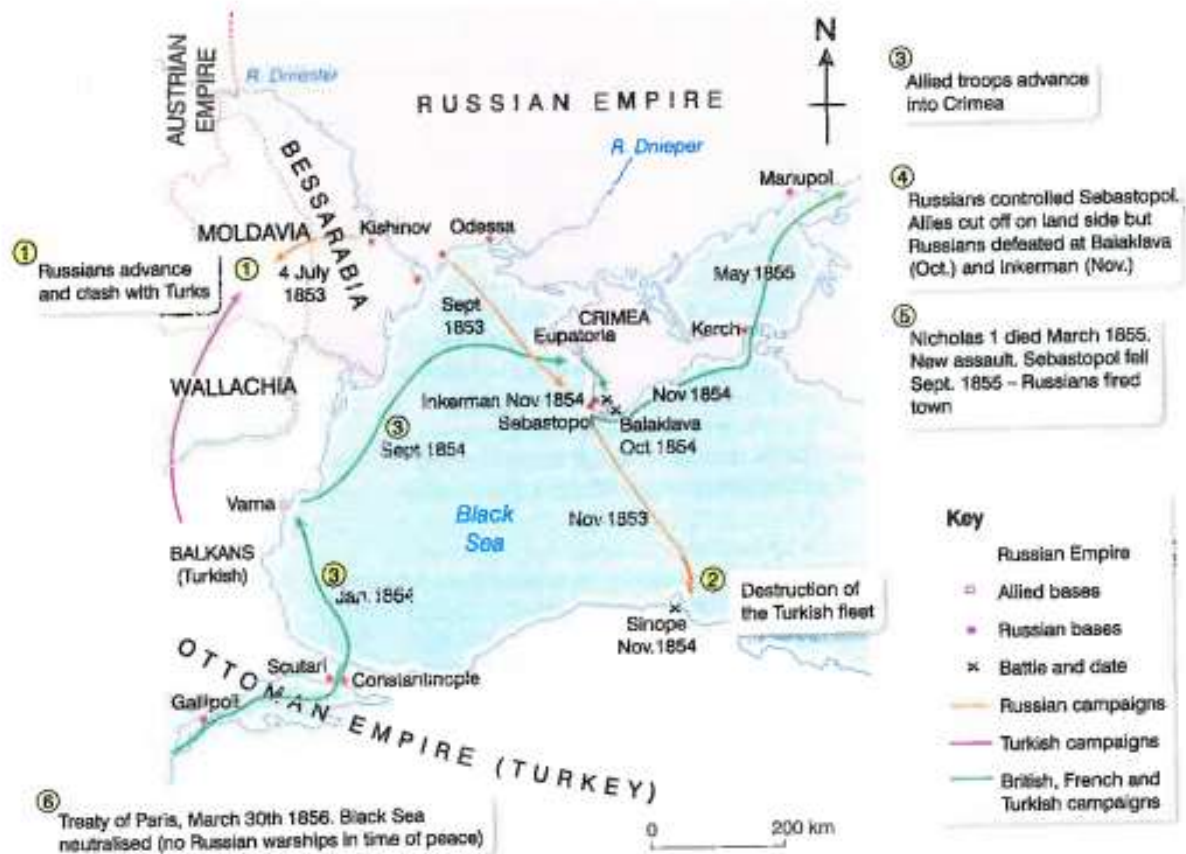 N
③
Allied troops advance
into Crimea
AUSTRIAN
EMPIRE
R. Dniester
RUSSIAN EMPIRE
R. Dnieper
BESSARABIA
Mariupol
④
Russians controlled Sebastopol.
Allies cut off on land side but
Russians defeated at Balaklava
(Oct.) and Inkerman (Nov.)
MOLDAVIA
Kishinov
Odessa
①
Russians advance
and clash with Turks
①
4 July
1853
May 1855
Sept
1853
CRIMEA
Eupatoria
Kerch
⑤
Nicholas 1 died March 1855.
New assault. Sebastopol fell
Sept. 1855 – Russians fired
town
WALLACHIA
Inkerman Nov 1854
Nov 1854
Sebastopol
③
Sept 1854
Balaklava
Oct 1854
Varna
Black
Sea
Nov 1853
BALKANS
(Turkish)
③
Jan. 1854
②
Destruction of
the Turkish fleet
Sinope
Nov. 1854
Scutari
Constantinople
Gallipoli
OTTOMAN EMPIRE (TURKEY)
Key
Russian Empire
Allied bases
Russian bases
Battle and date
Russian campaigns
Turkish campaigns
British, French and
Turkish campaigns
⑥
Treaty of Paris, March 30th 1856. Black Sea
neutralised (no Russian warships in time of peace)
0 200 km